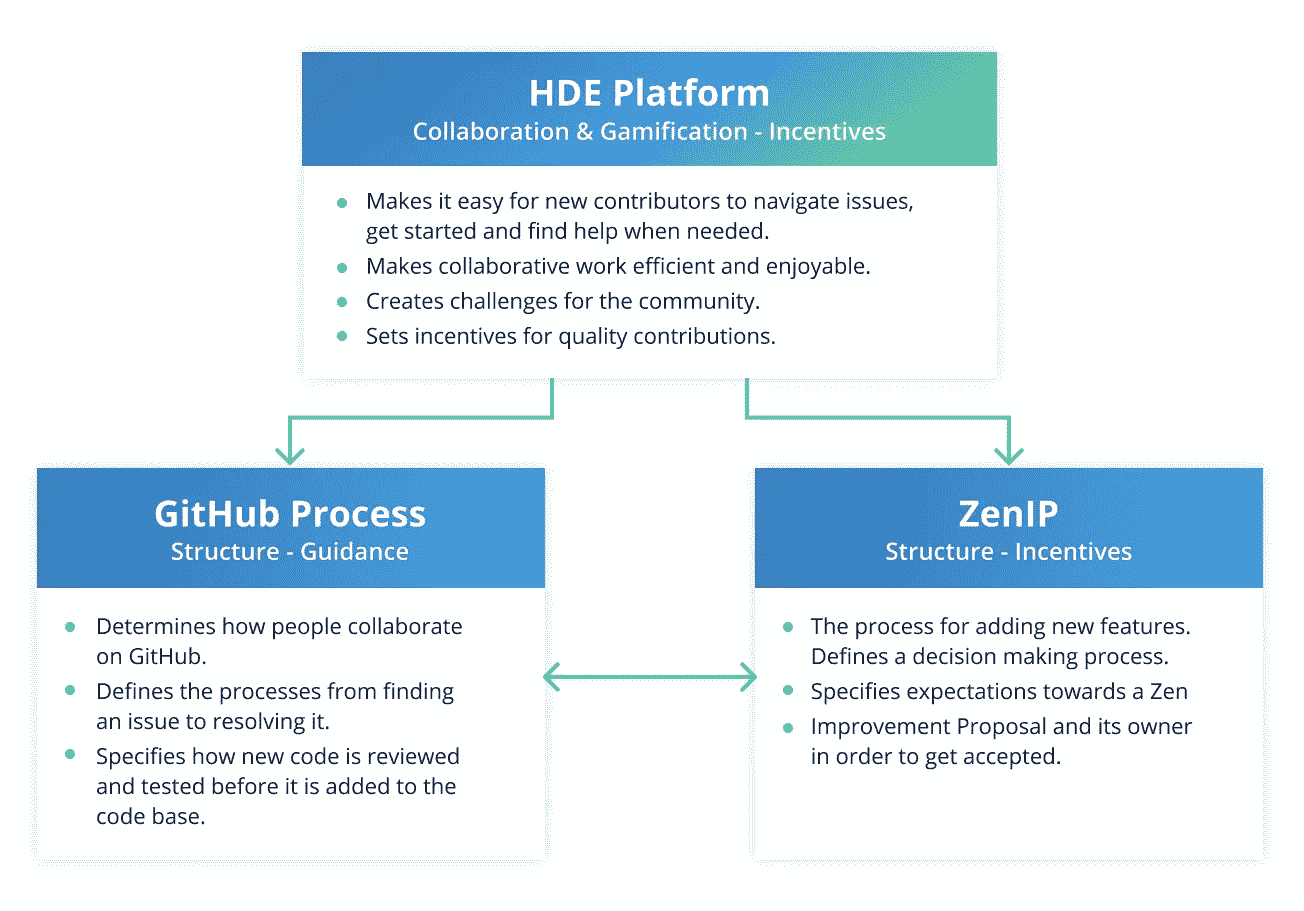 HDE Platform
Collaboration & Gamification - Incentives
Makes it easy for new contributors to navigate issues,
get started and find help when needed.
Makes collaborative work efficient and enjoyable.
Creates challenges for the community.
Sets incentives for quality contributions.
GitHub Process
Structure - Guidance
Determines how people collaborate
on GitHub.
Defines the processes from finding
an issue to resolving it.
Specifies how new code is reviewed
and tested before it is added to the
code base.
ZenIP
Structure - Incentives
The process for adding new features.
Defines a decision making process.
Specifies expectations towards a Zen
Improvement Proposal and its owner
in order to get accepted.